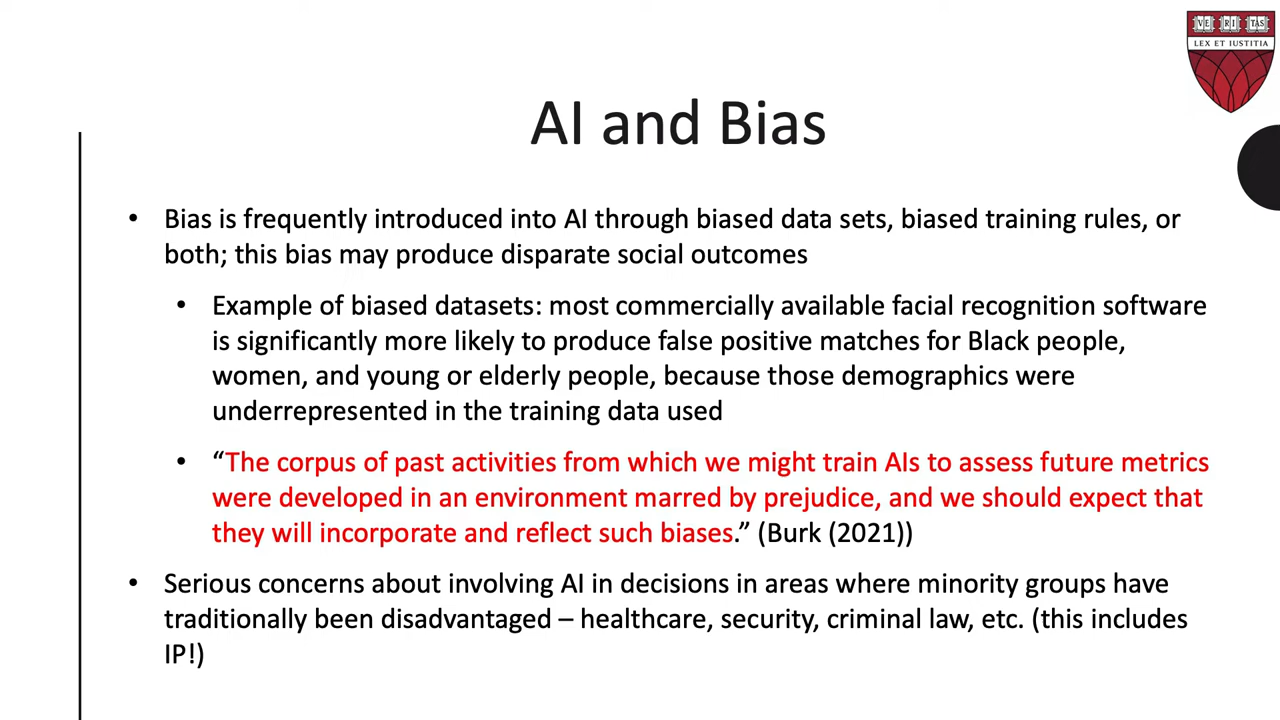 VE RI TAS
LEX ET IUSTITIA
AI and Bias
• Bias is frequently introduced into AI through biased data sets, biased training rules, or
both; this bias may produce disparate social outcomes
• Example of biased datasets: most commercially available facial recognition software
is significantly more likely to produce false positive matches for Black people,
women, and young or elderly people, because those demographics were
underrepresented in the training data used
• “The corpus of past activities from which we might train AIs to assess future metrics
were developed in an environment marred by prejudice, and we should expect that
they will incorporate and reflect such biases.” (Burk (2021))
• Serious concerns about involving AI in decisions in areas where minority groups have
traditionally been disadvantaged – healthcare, security, criminal law, etc. (this includes
IP!)